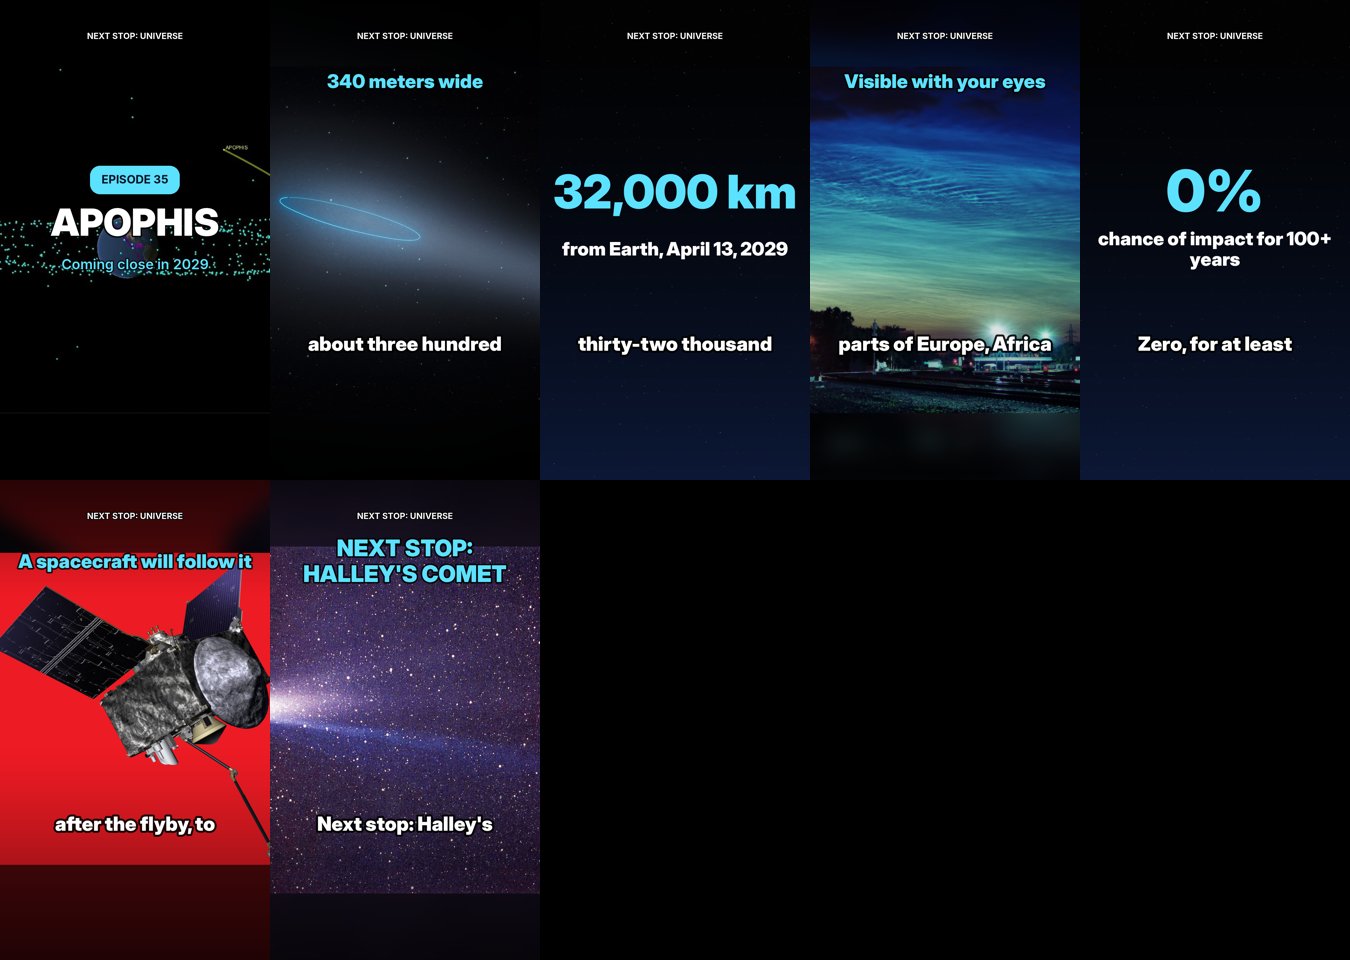 NEXT STOP: UNIVERSE
APOPHIS
EPISODE 35
APOPHIS
Coming close in 2029
NEXT STOP: UNIVERSE
340 meters wide
about three hundred
NEXT STOP: UNIVERSE
32,000 km
from Earth, April 13, 2029
thirty-two thousand
NEXT STOP: UNIVERSE
Visible with your eyes
parts of Europe, Africa
NEXT STOP: UNIVERSE
0%
chance of impact for 100+
years
Zero, for at least
NEXT STOP: UNIVERSE
A spacecraft will follow it
after the flyby, to
NEXT STOP: UNIVERSE
NEXT STOP:
HALLEY'S COMET
Next stop: Halley's